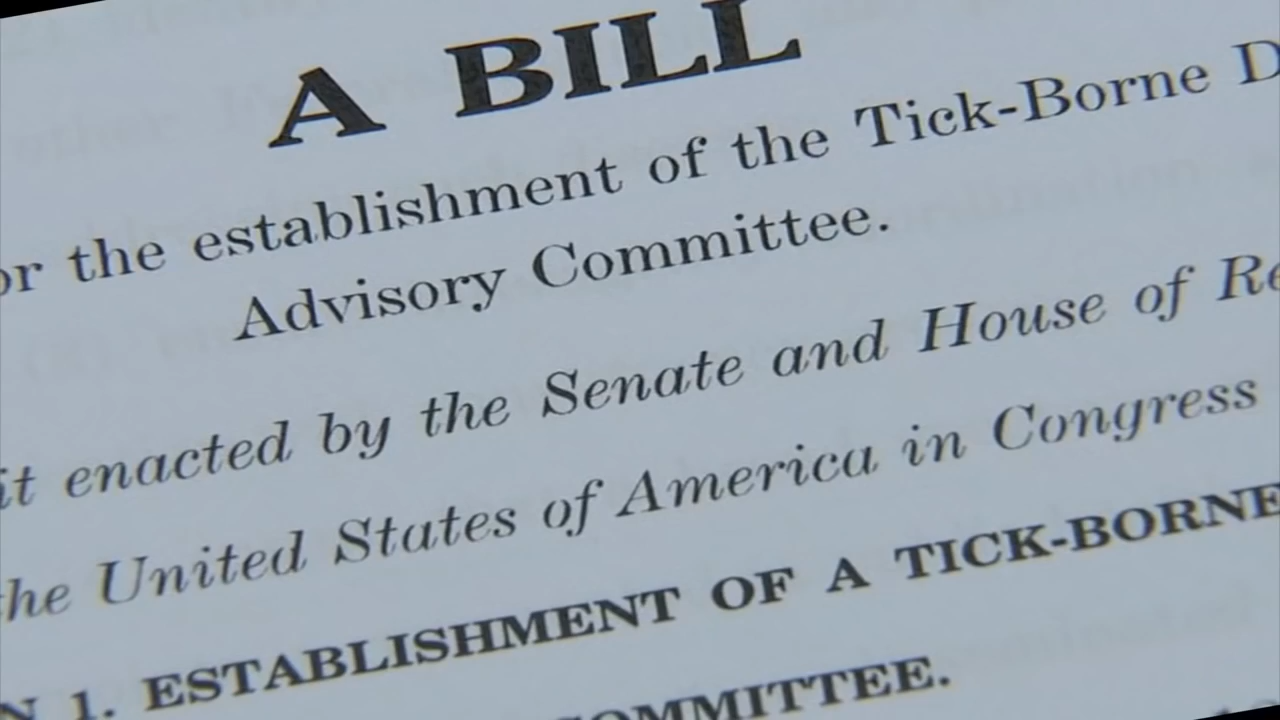 A BILL
or the establishment of the Tick-Borne D
Advisory Committee.
it enacted by the Senate and House of Re
the United States of America in Congress
N 1. ESTABLISHMENT OF A TICK-BORNE
OMMITTEE.